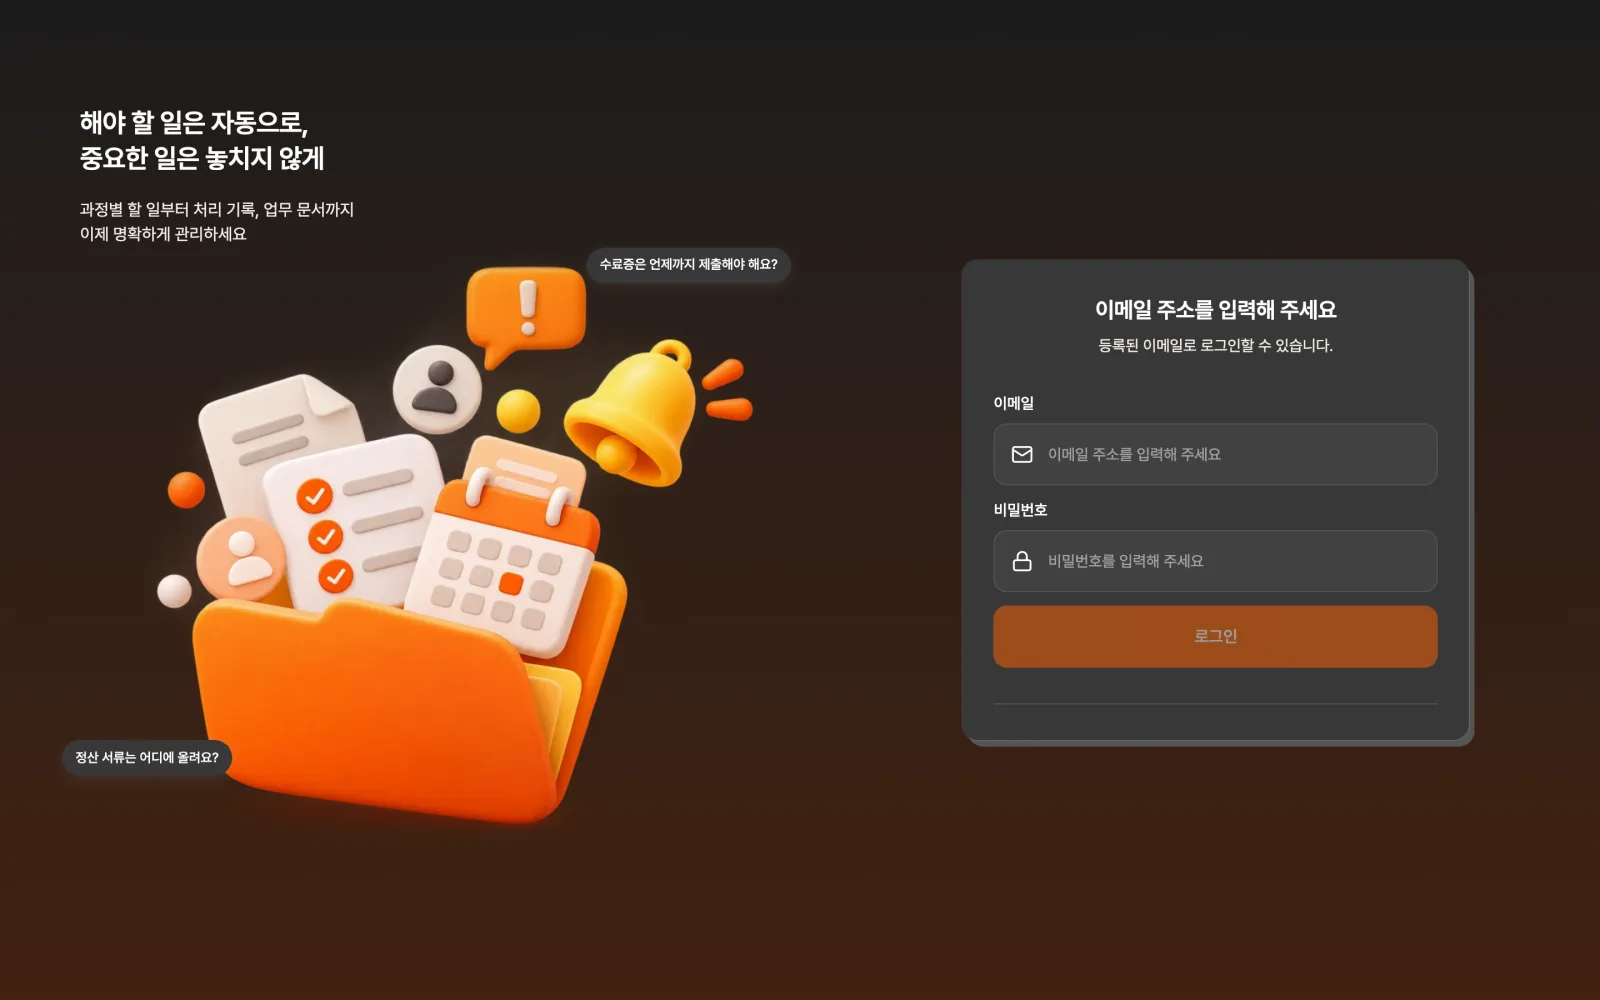 해야 할 일은 자동으로,
중요한 일은 놓치지 않게
과정별 할 일부터 처리 기록, 업무 문서까지
이제 명확하게 관리하세요
수료증은 언제까지 제출해야 해요?
정산 서류는 어디에 올려요?
이메일 주소를 입력해 주세요
등록된 이메일로 로그인할 수 있습니다.
이메일
이메일 주소를 입력해 주세요
비밀번호
비밀번호를 입력해 주세요
로그인